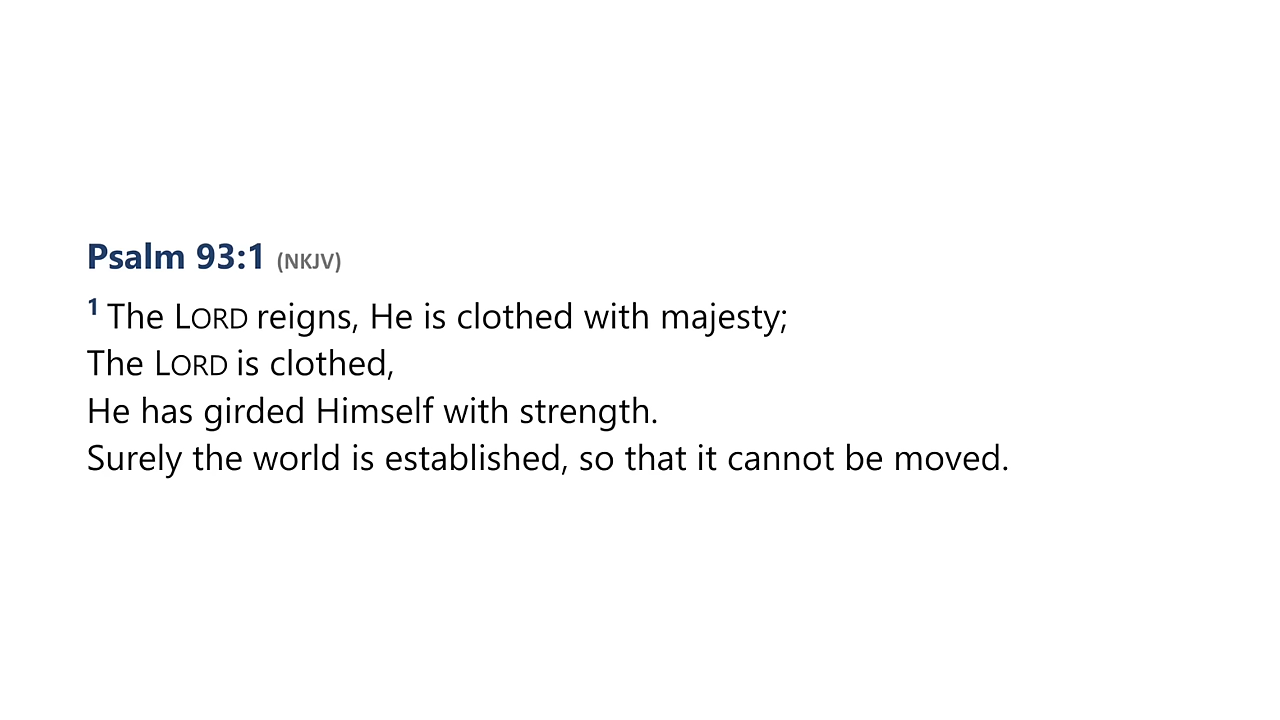 Psalm 93:1 (NKJV)
1 The LORD reigns, He is clothed with majesty;
The LORD is clothed,
He has girded Himself with strength.
Surely the world is established, so that it cannot be moved.